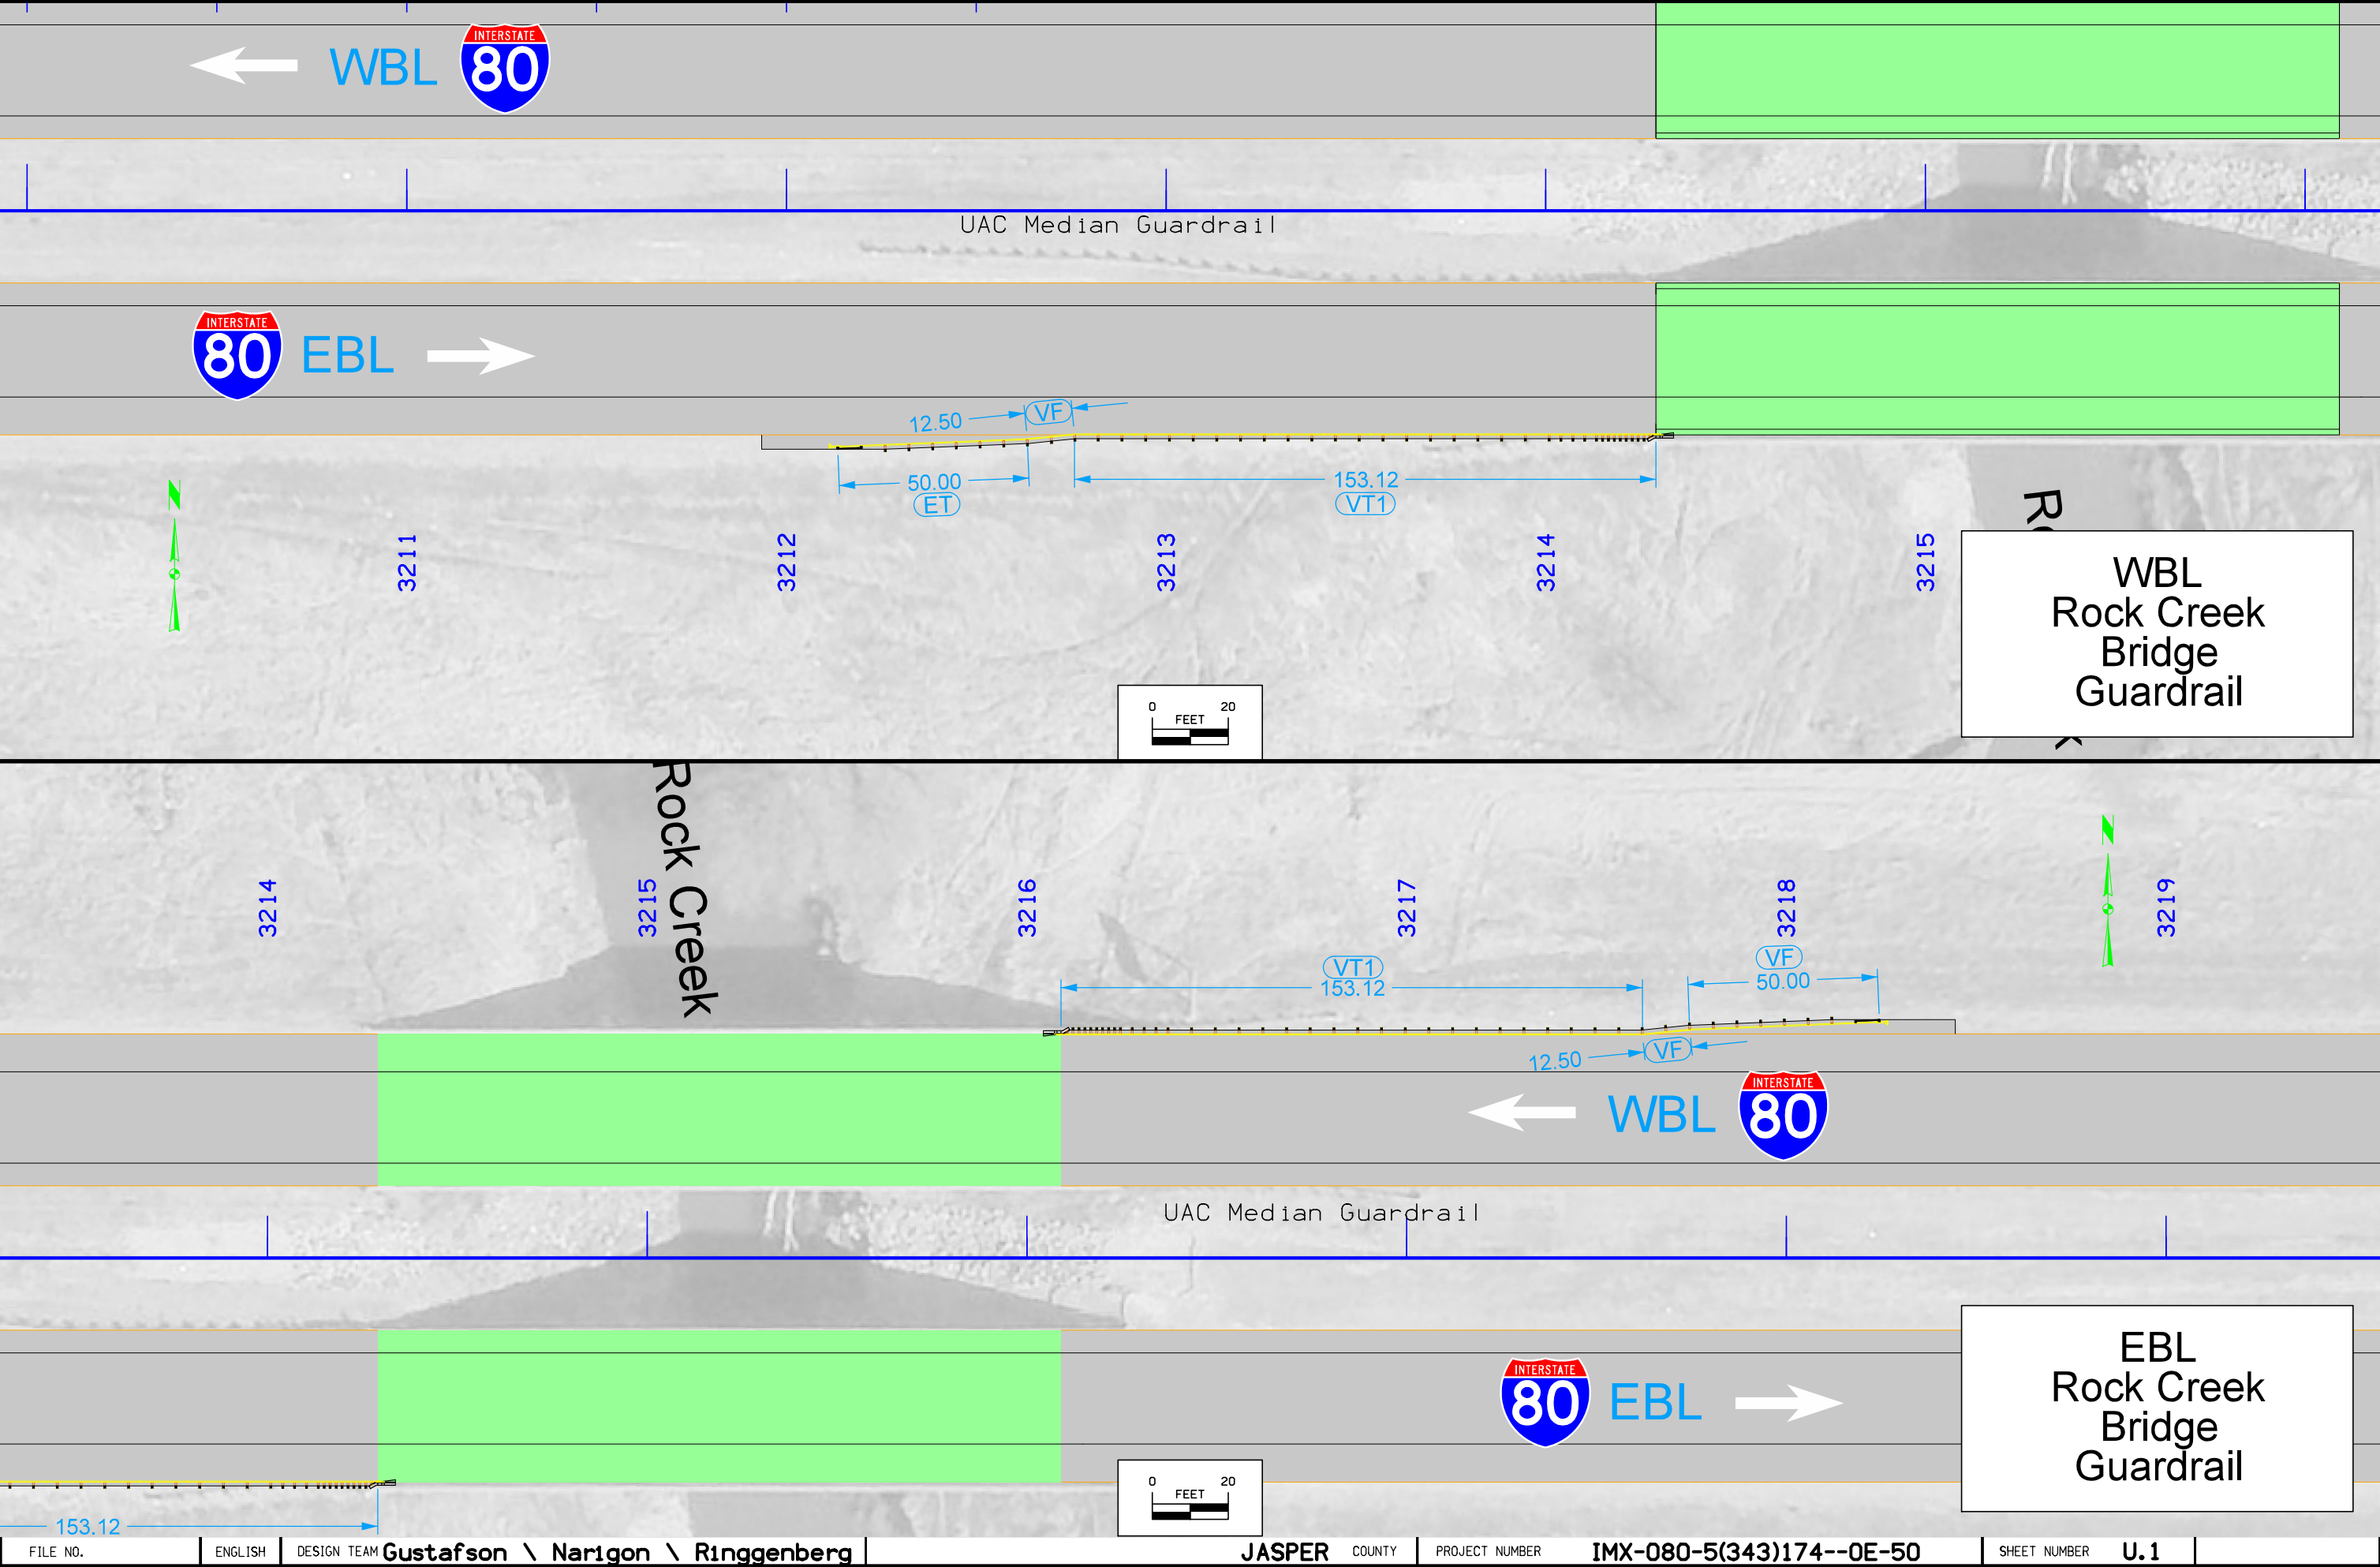 WBL INTERSTATE 80
UAC Median Guardrail
INTERSTATE 80 EBL
12.50 VF
50.00
ET
153.12
VT1
3211 3212 3213 3214 3215
N
WBL
Rock Creek
Bridge
Guardrail
0 20
FEET
Rock Creek
3214 3215 3216 3217 3218 3219
N
VT1
153.12
VF
50.00
12.50 VF
WBL INTERSTATE 80
UAC Median Guardrail
INTERSTATE 80 EBL
EBL
Rock Creek
Bridge
Guardrail
0 20
FEET
153.12
FILE NO. ENGLISH DESIGN TEAM Gustafson \ Narigon \ Ringgenberg JASPER COUNTY PROJECT NUMBER IMX-080-5(343)174--0E-50 SHEET NUMBER U.1